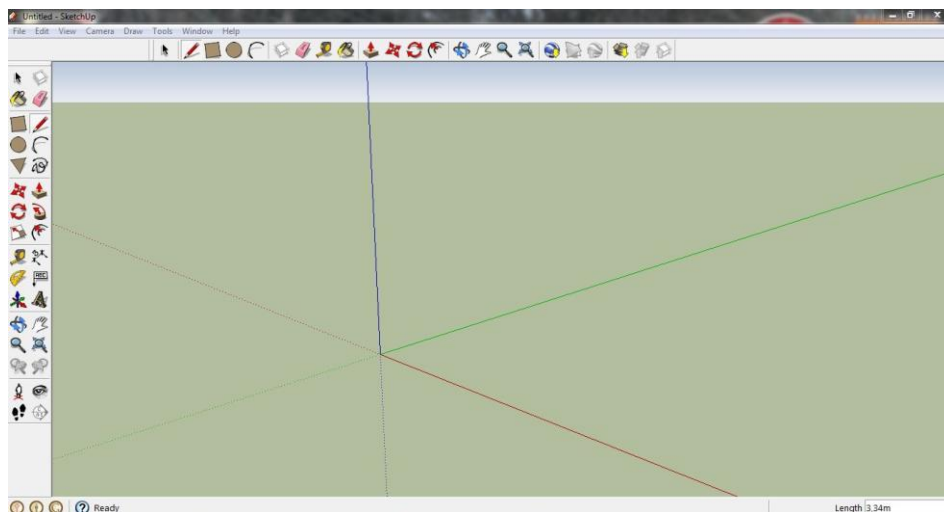 Untitled - SketchUp
File Edit View Camera Draw Tools Window Help
Ready
Length 3,34m